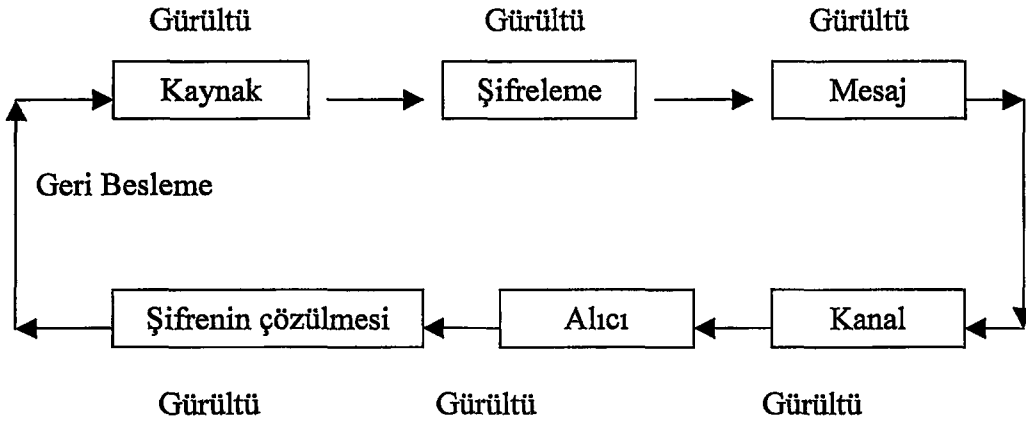 Gürültü Gürültü Gürültü
Kaynak Şifreleme Mesaj
Geri Besleme
Şifrenin çözülmesi Alıcı Kanal
Gürültü Gürültü Gürültü